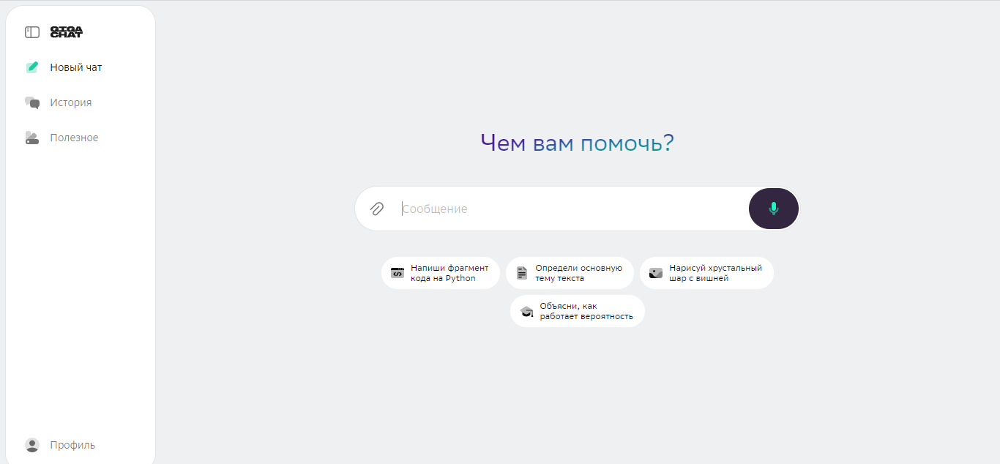 GIGA
CHAT
Новый чат
История
Полезное
Профиль
Чем вам помочь?
Сообщение
Напиши фрагмент
кода на Python
Определи основную
тему текста
Нарисуй хрустальный
шар с вишней
Объясни, как
работает вероятность